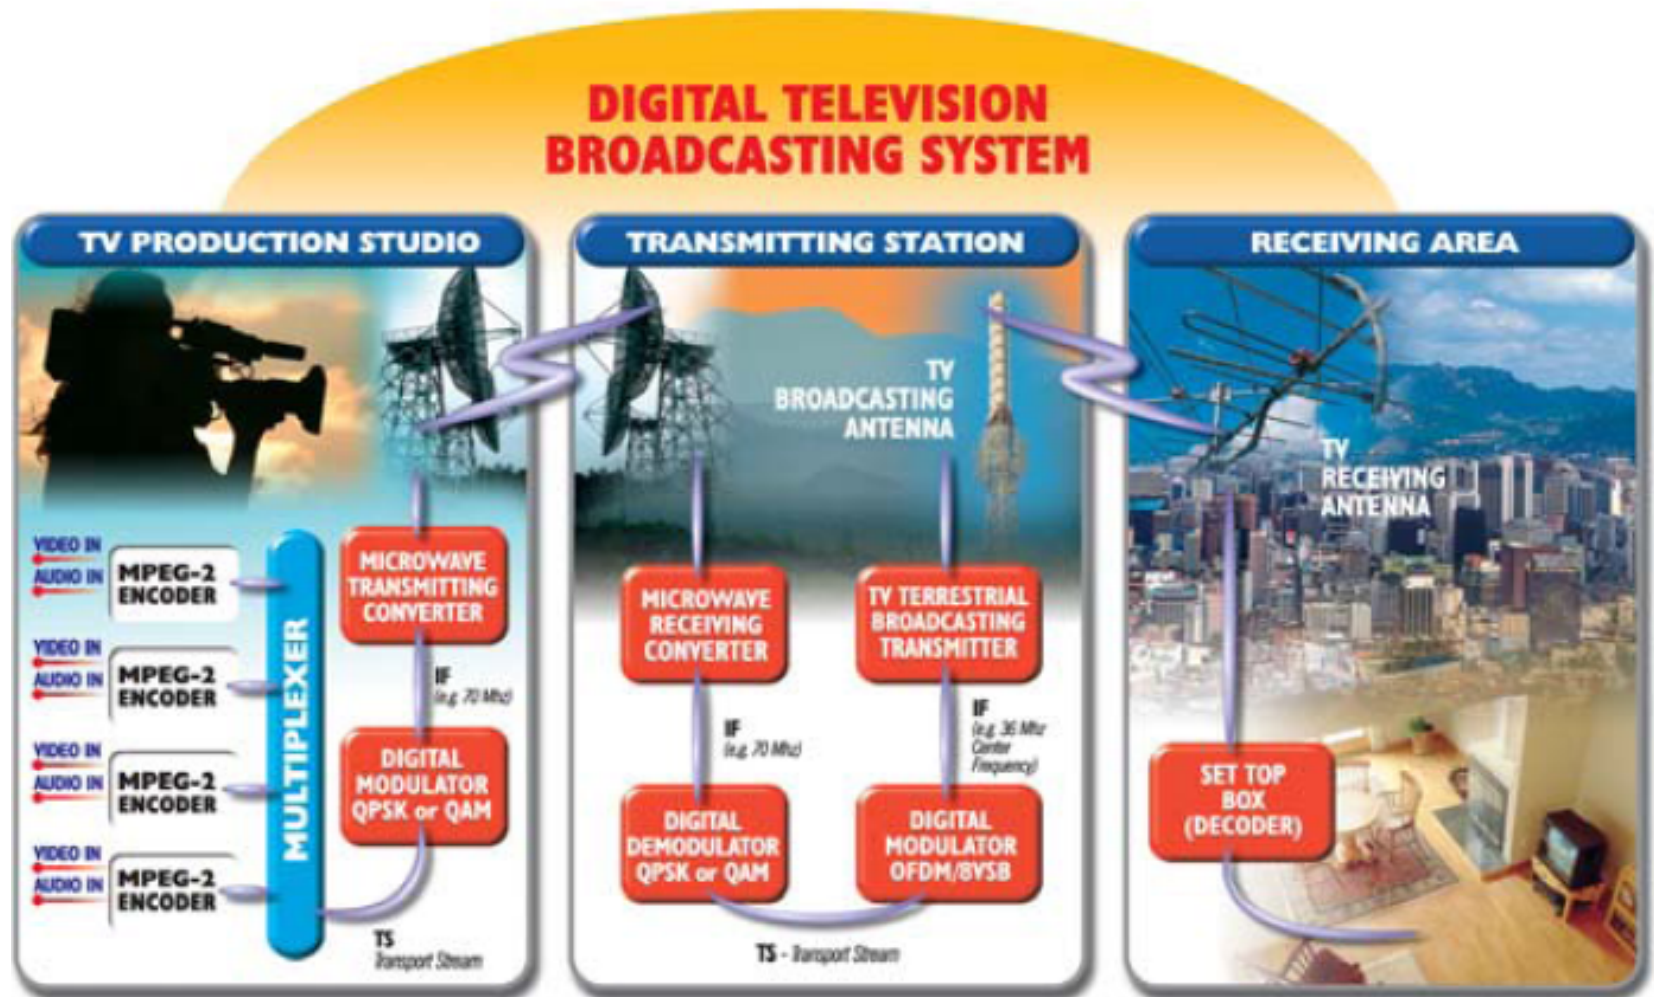 DIGITAL TELEVISION
BROADCASTING SYSTEM
TV PRODUCTION STUDIO
VIDEO IN
AUDIO IN
MPEG-2
ENCODER
VIDEO IN
AUDIO IN
MPEG-2
ENCODER
VIDEO IN
AUDIO IN
MPEG-2
ENCODER
VIDEO IN
AUDIO IN
MPEG-2
ENCODER
MULTIPLEXER
MICROWAVE
TRANSMITTING
CONVERTER
IF
(e.g. 70 Mhz)
DIGITAL
MODULATOR
QPSK or QAM
TS
Transport Stream
TRANSMITTING STATION
TV
BROADCASTING
ANTENNA
MICROWAVE
RECEIVING
CONVERTER
IF
(e.g. 70 Mhz)
DIGITAL
DEMODULATOR
QPSK or QAM
TV TERRESTRIAL
BROADCASTING
TRANSMITTER
IF
(e.g. 36 Mhz
Center
Frequency)
DIGITAL
MODULATOR
OFDM/8VSB
TS - Transport Stream
RECEIVING AREA
TV
RECEIVING
ANTENNA
SET TOP
BOX
(DECODER)